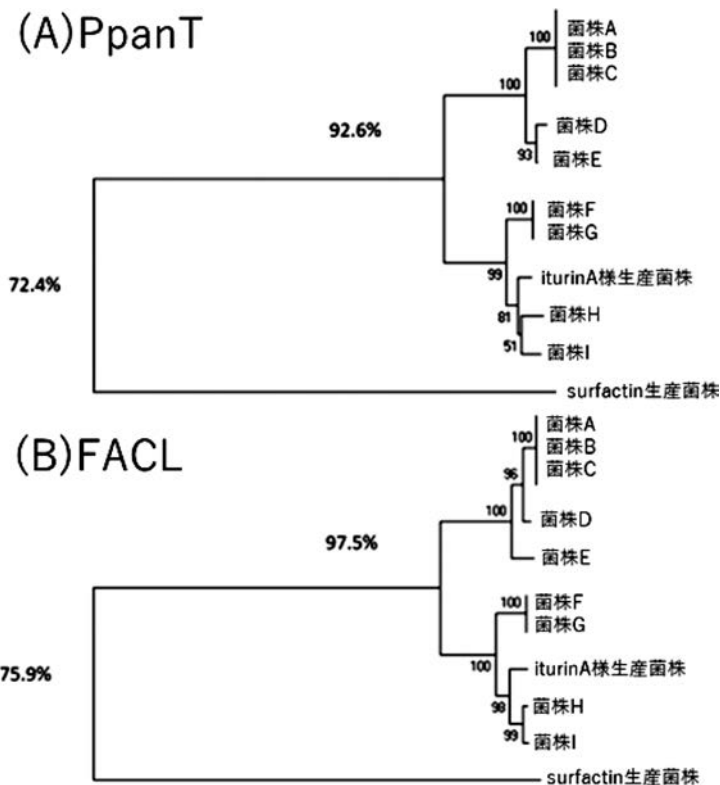 (A)PpanT
100
菌株A
菌株B
菌株C
100
92.6%
菌株D
93
菌株E
100
菌株F
菌株G
72.4%
99
iturinA様生産菌株
81
菌株H
51
菌株I
surfactin生産菌株
(B)FACL
100
菌株A
菌株B
菌株C
96
100
菌株D
97.5%
菌株E
100
菌株F
菌株G
100
iturinA様生産菌株
75.9%
98
菌株H
99
菌株I
surfactin生産菌株